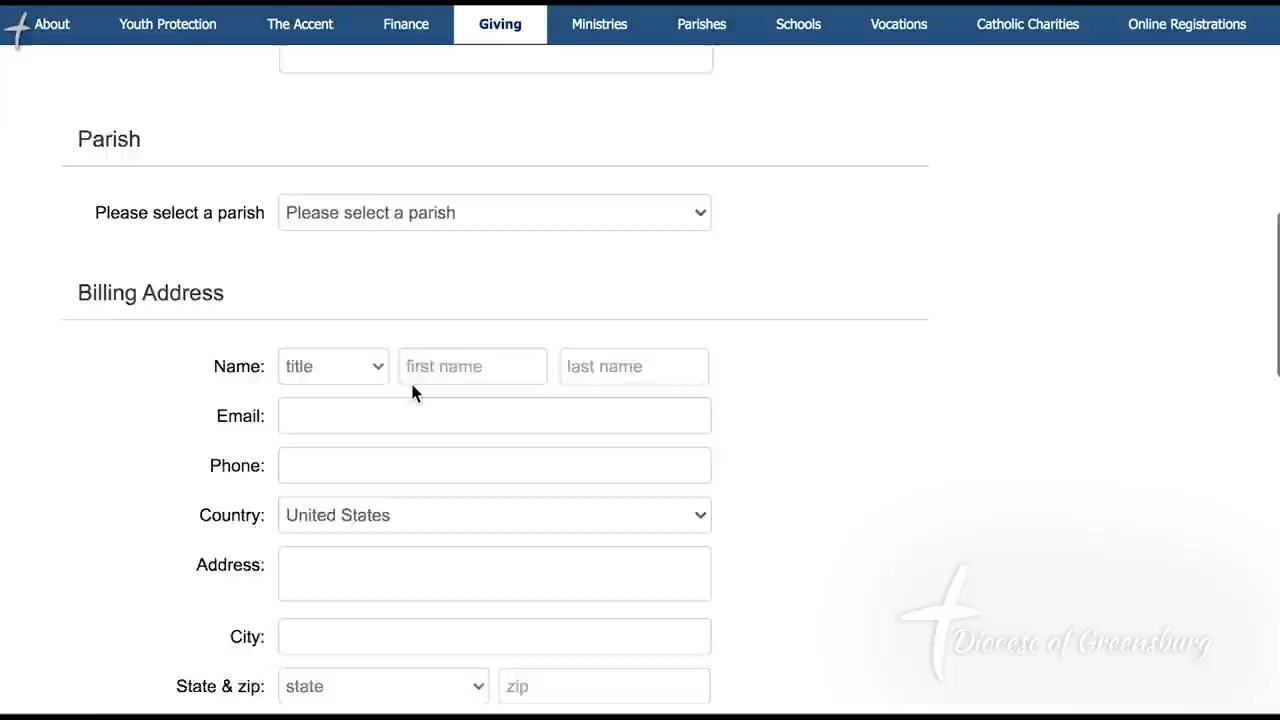 About Youth Protection The Accent Finance Giving Ministries Parishes Schools Vocations Catholic Charities Online Registrations
Parish
Please select a parish Please select a parish
Billing Address
Name: title first name last name
Email:
Phone:
Country: United States
Address:
City:
State & zip: state zip
Diocese of Greensburg